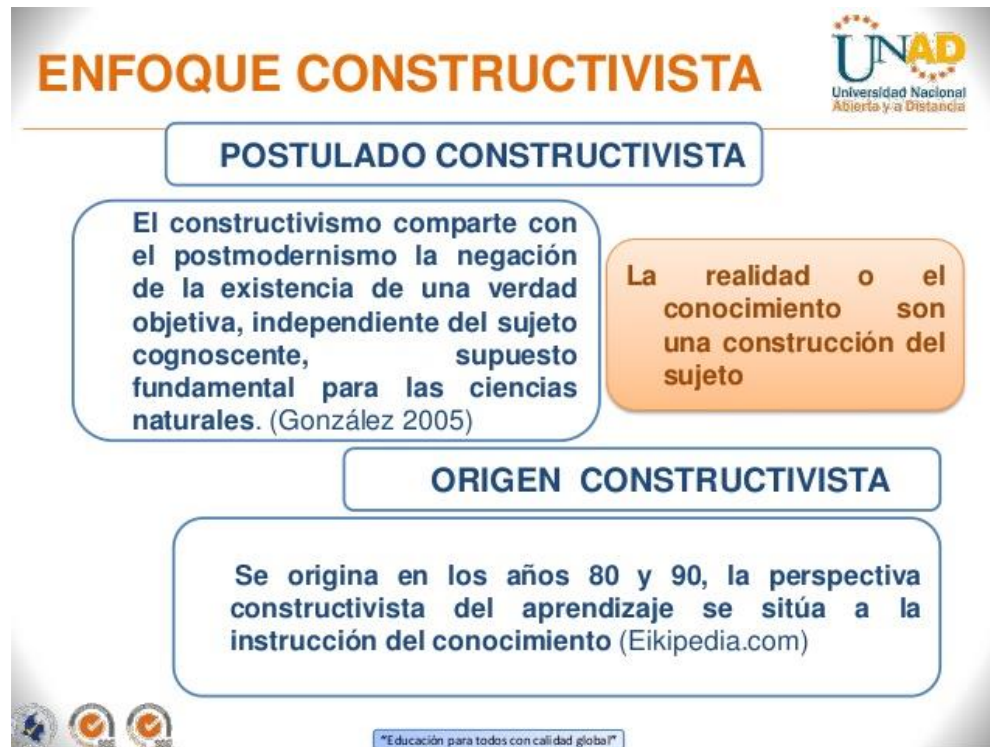 ENFOQUE CONSTRUCTIVISTA
UNAD
Universidad Nacional
Abierta y a Distancia
POSTULADO CONSTRUCTIVISTA
El constructivismo comparte con
el postmodernismo la negación
de la existencia de una verdad
objetiva, independiente del sujeto
cognoscente, supuesto
fundamental para las ciencias
naturales. (González 2005)
La realidad o el
conocimiento son
una construcción del
sujeto
ORIGEN CONSTRUCTIVISTA
Se origina en los años 80 y 90, la perspectiva
constructivista del aprendizaje se sitúa a la
instrucción del conocimiento (Eikipedia.com)
"Educación para todos con calidad global"